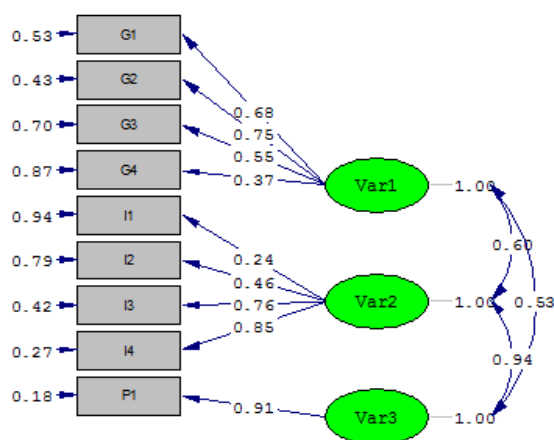 0.53 G1
0.43 G2
0.68
0.75
0.70 G3
0.55
0.87 G4
0.37
Var1 1.00
0.94 I1
0.60
0.79 I2
0.24
0.46
0.42 I3
0.76
Var2 1.00 0.53
0.85
0.27 I4
0.94
0.18 P1
0.91
Var3 1.00